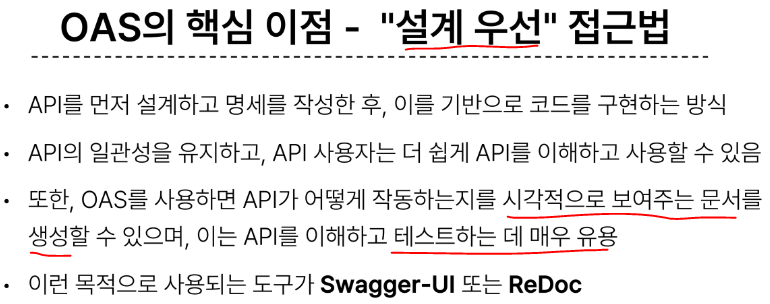 OAS의 핵심 이점 - "설계 우선" 접근법
• API를 먼저 설계하고 명세를 작성한 후, 이를 기반으로 코드를 구현하는 방식
• API의 일관성을 유지하고, API 사용자는 더 쉽게 API를 이해하고 사용할 수 있음
• 또한, OAS를 사용하면 API가 어떻게 작동하는지를 시각적으로 보여주는 문서를
생성할 수 있으며, 이는 API를 이해하고 테스트하는 데 매우 유용
• 이런 목적으로 사용되는 도구가 Swagger-UI 또는 ReDoc